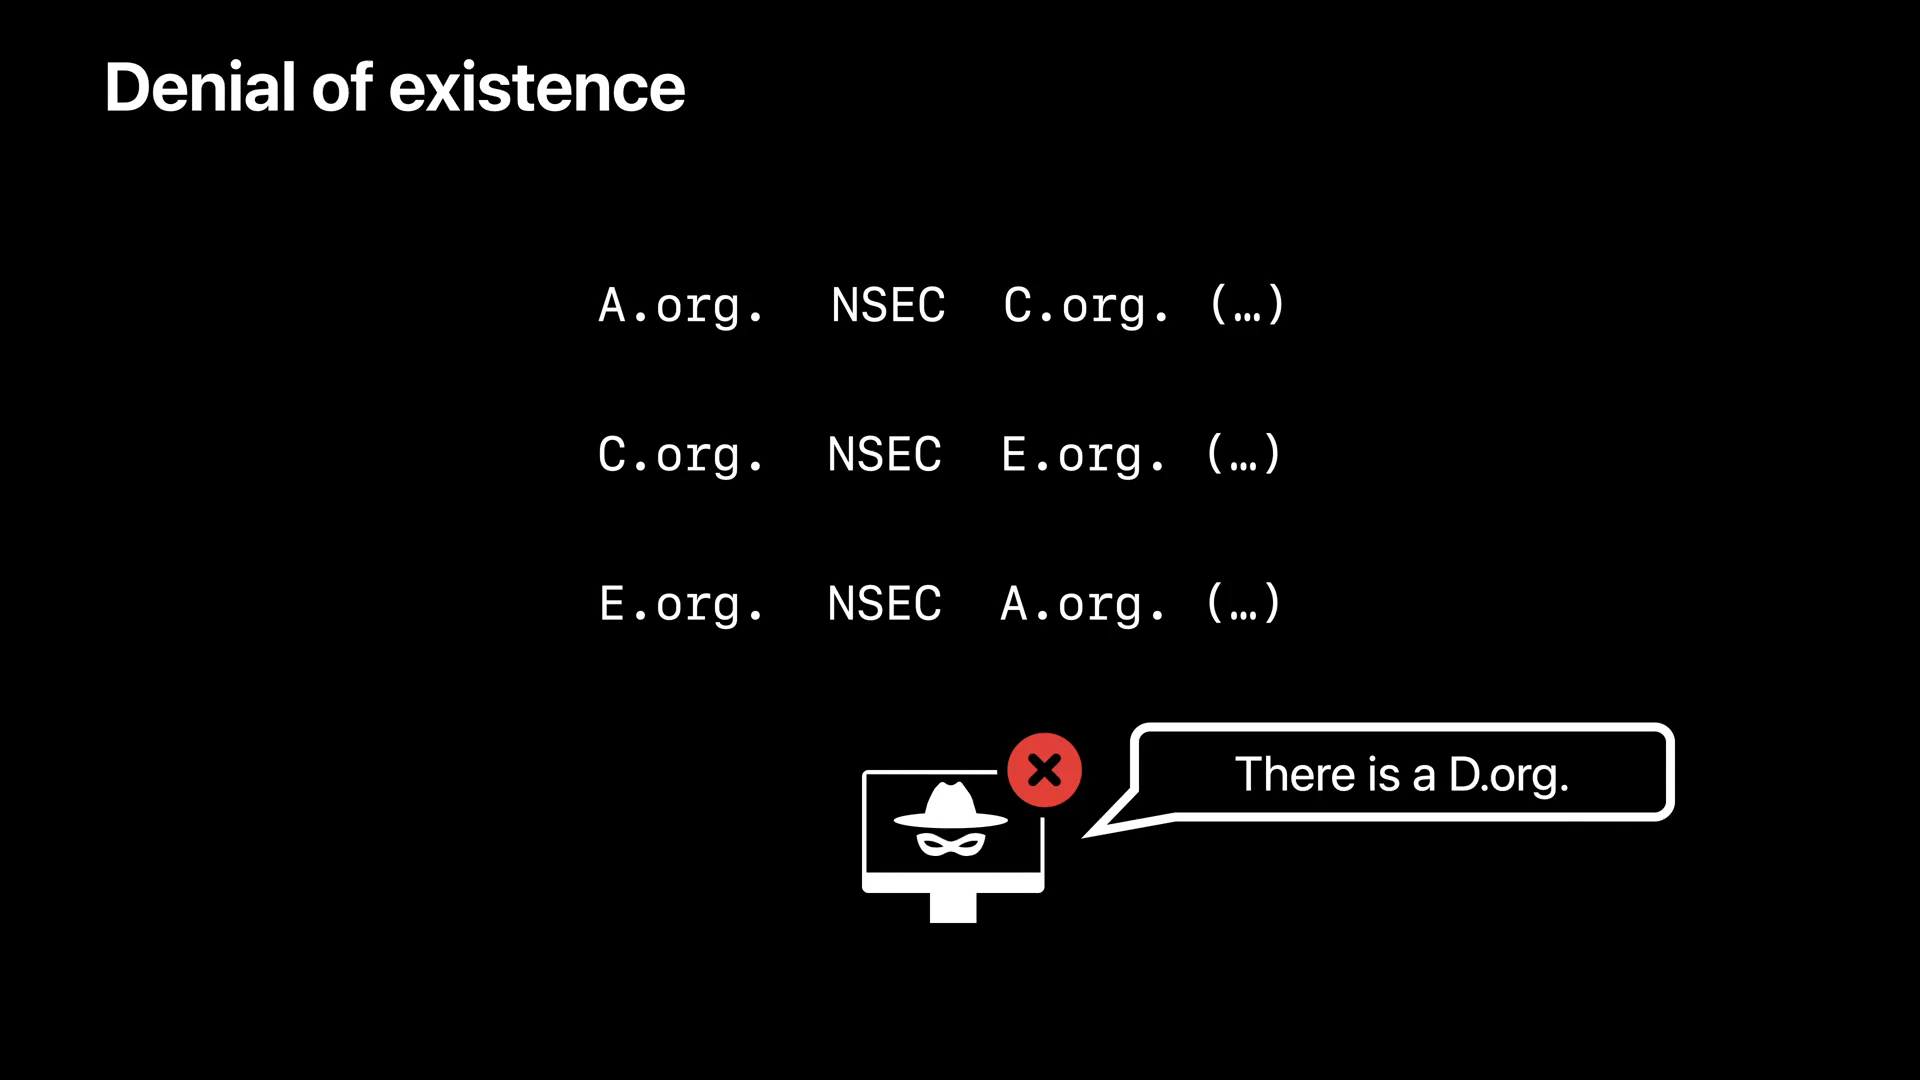 Denial of existence
A.org. NSEC C.org. (…)
C.org. NSEC E.org. (…)
E.org. NSEC A.org. (…)
There is a D.org.